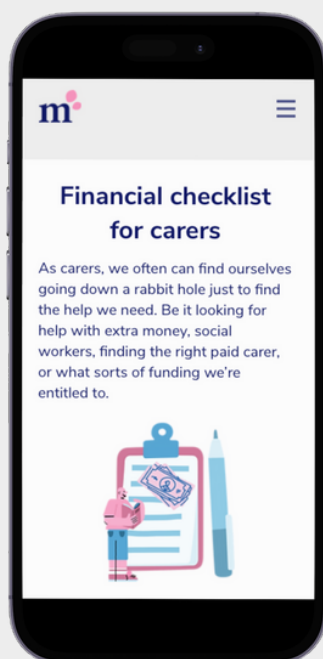 m
Financial checklist
for carers
As carers, we often can find ourselves
going down a rabbit hole just to find
the help we need. Be it looking for
help with extra money, social
workers, finding the right paid carer,
or what sorts of funding we’re
entitled to.